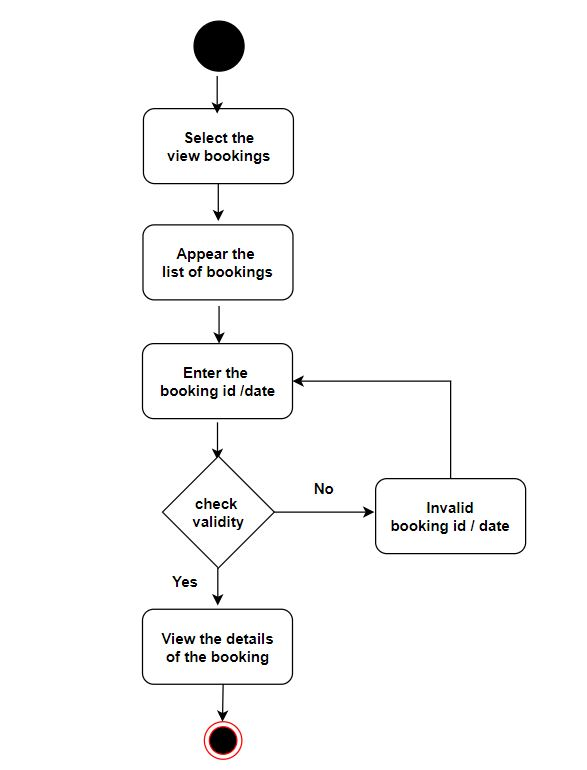 Select the
view bookings
Appear the
list of bookings
Enter the
booking id /date
check
validity
No
Invalid
booking id / date
Yes
View the details
of the booking